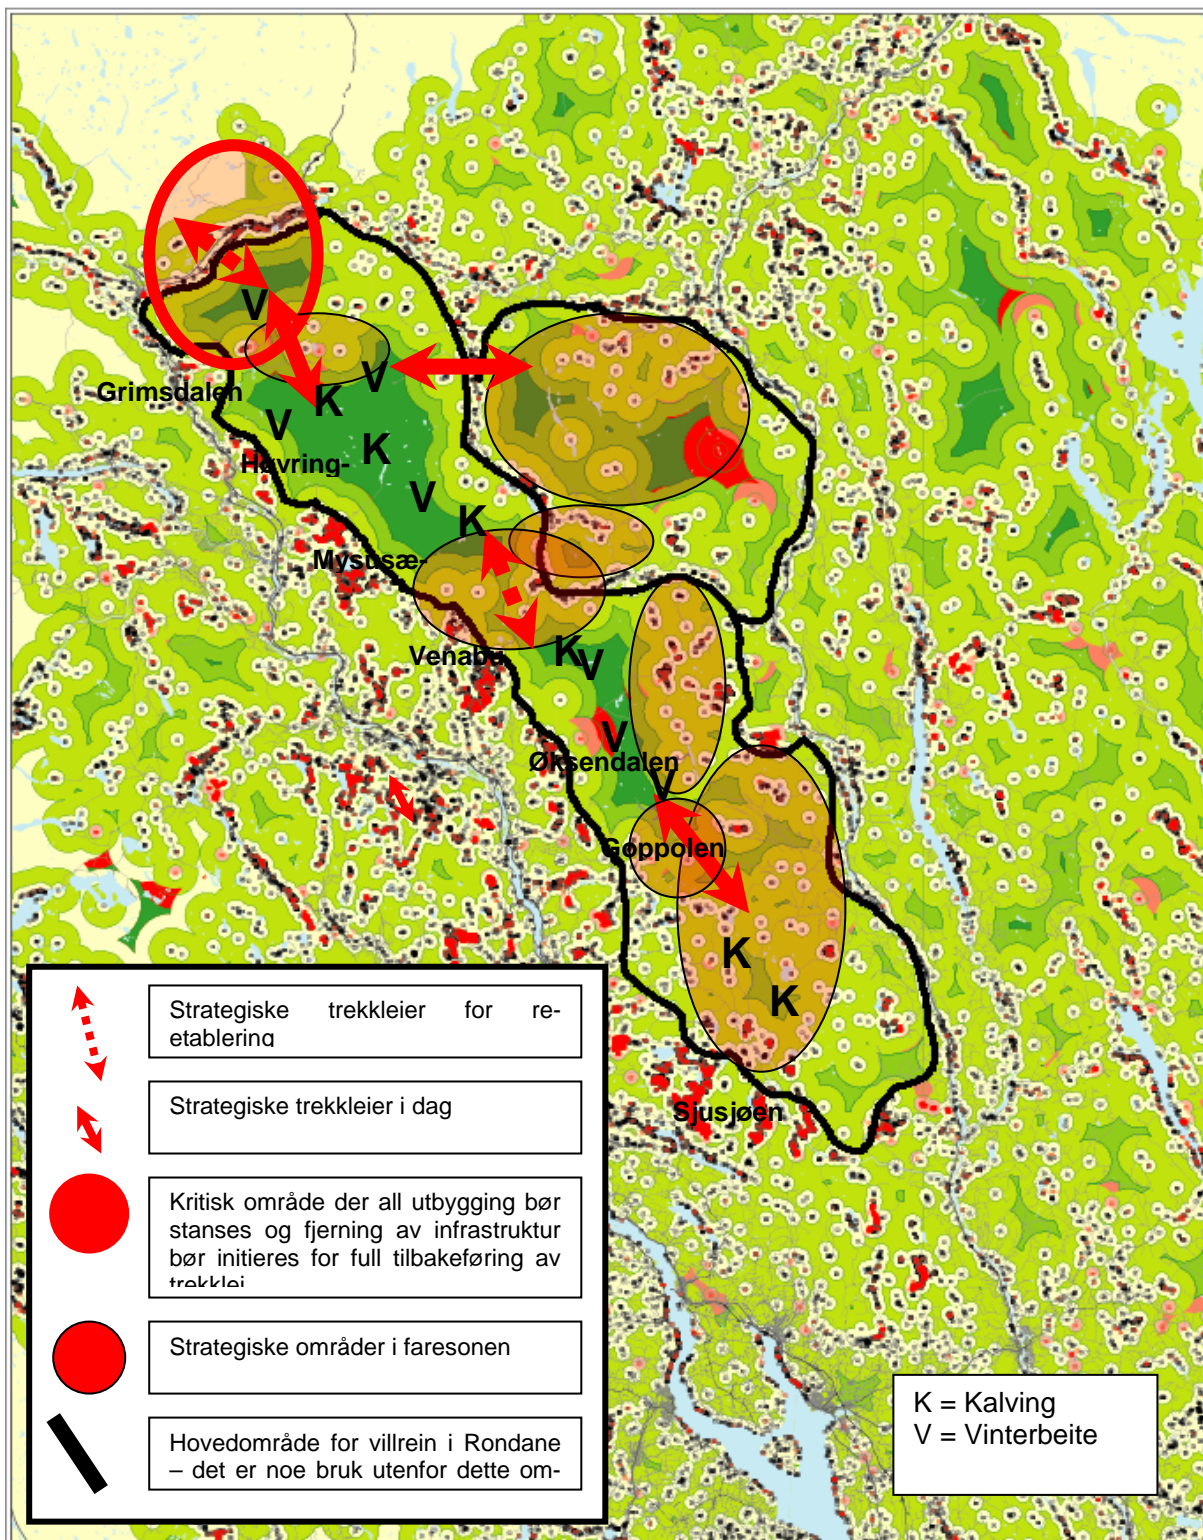 V
Grimsdalen
V
K
V
Høvring-
K
V
K
Mysusæ-
Venabu
K
V
V
Øksendalen
V
Goppolen
K
K
Sjusjøen
Strategiske trekkleier for re-
etablering
Strategiske trekkleier i dag
Kritisk område der all utbygging bør
stanses og fjerning av infrastruktur
bør initieres for full tilbakeføring av
trekklei
Strategiske områder i faresonen
Hovedområde for villrein i Rondane
– det er noe bruk utenfor dette om-
K = Kalving
V = Vinterbeite